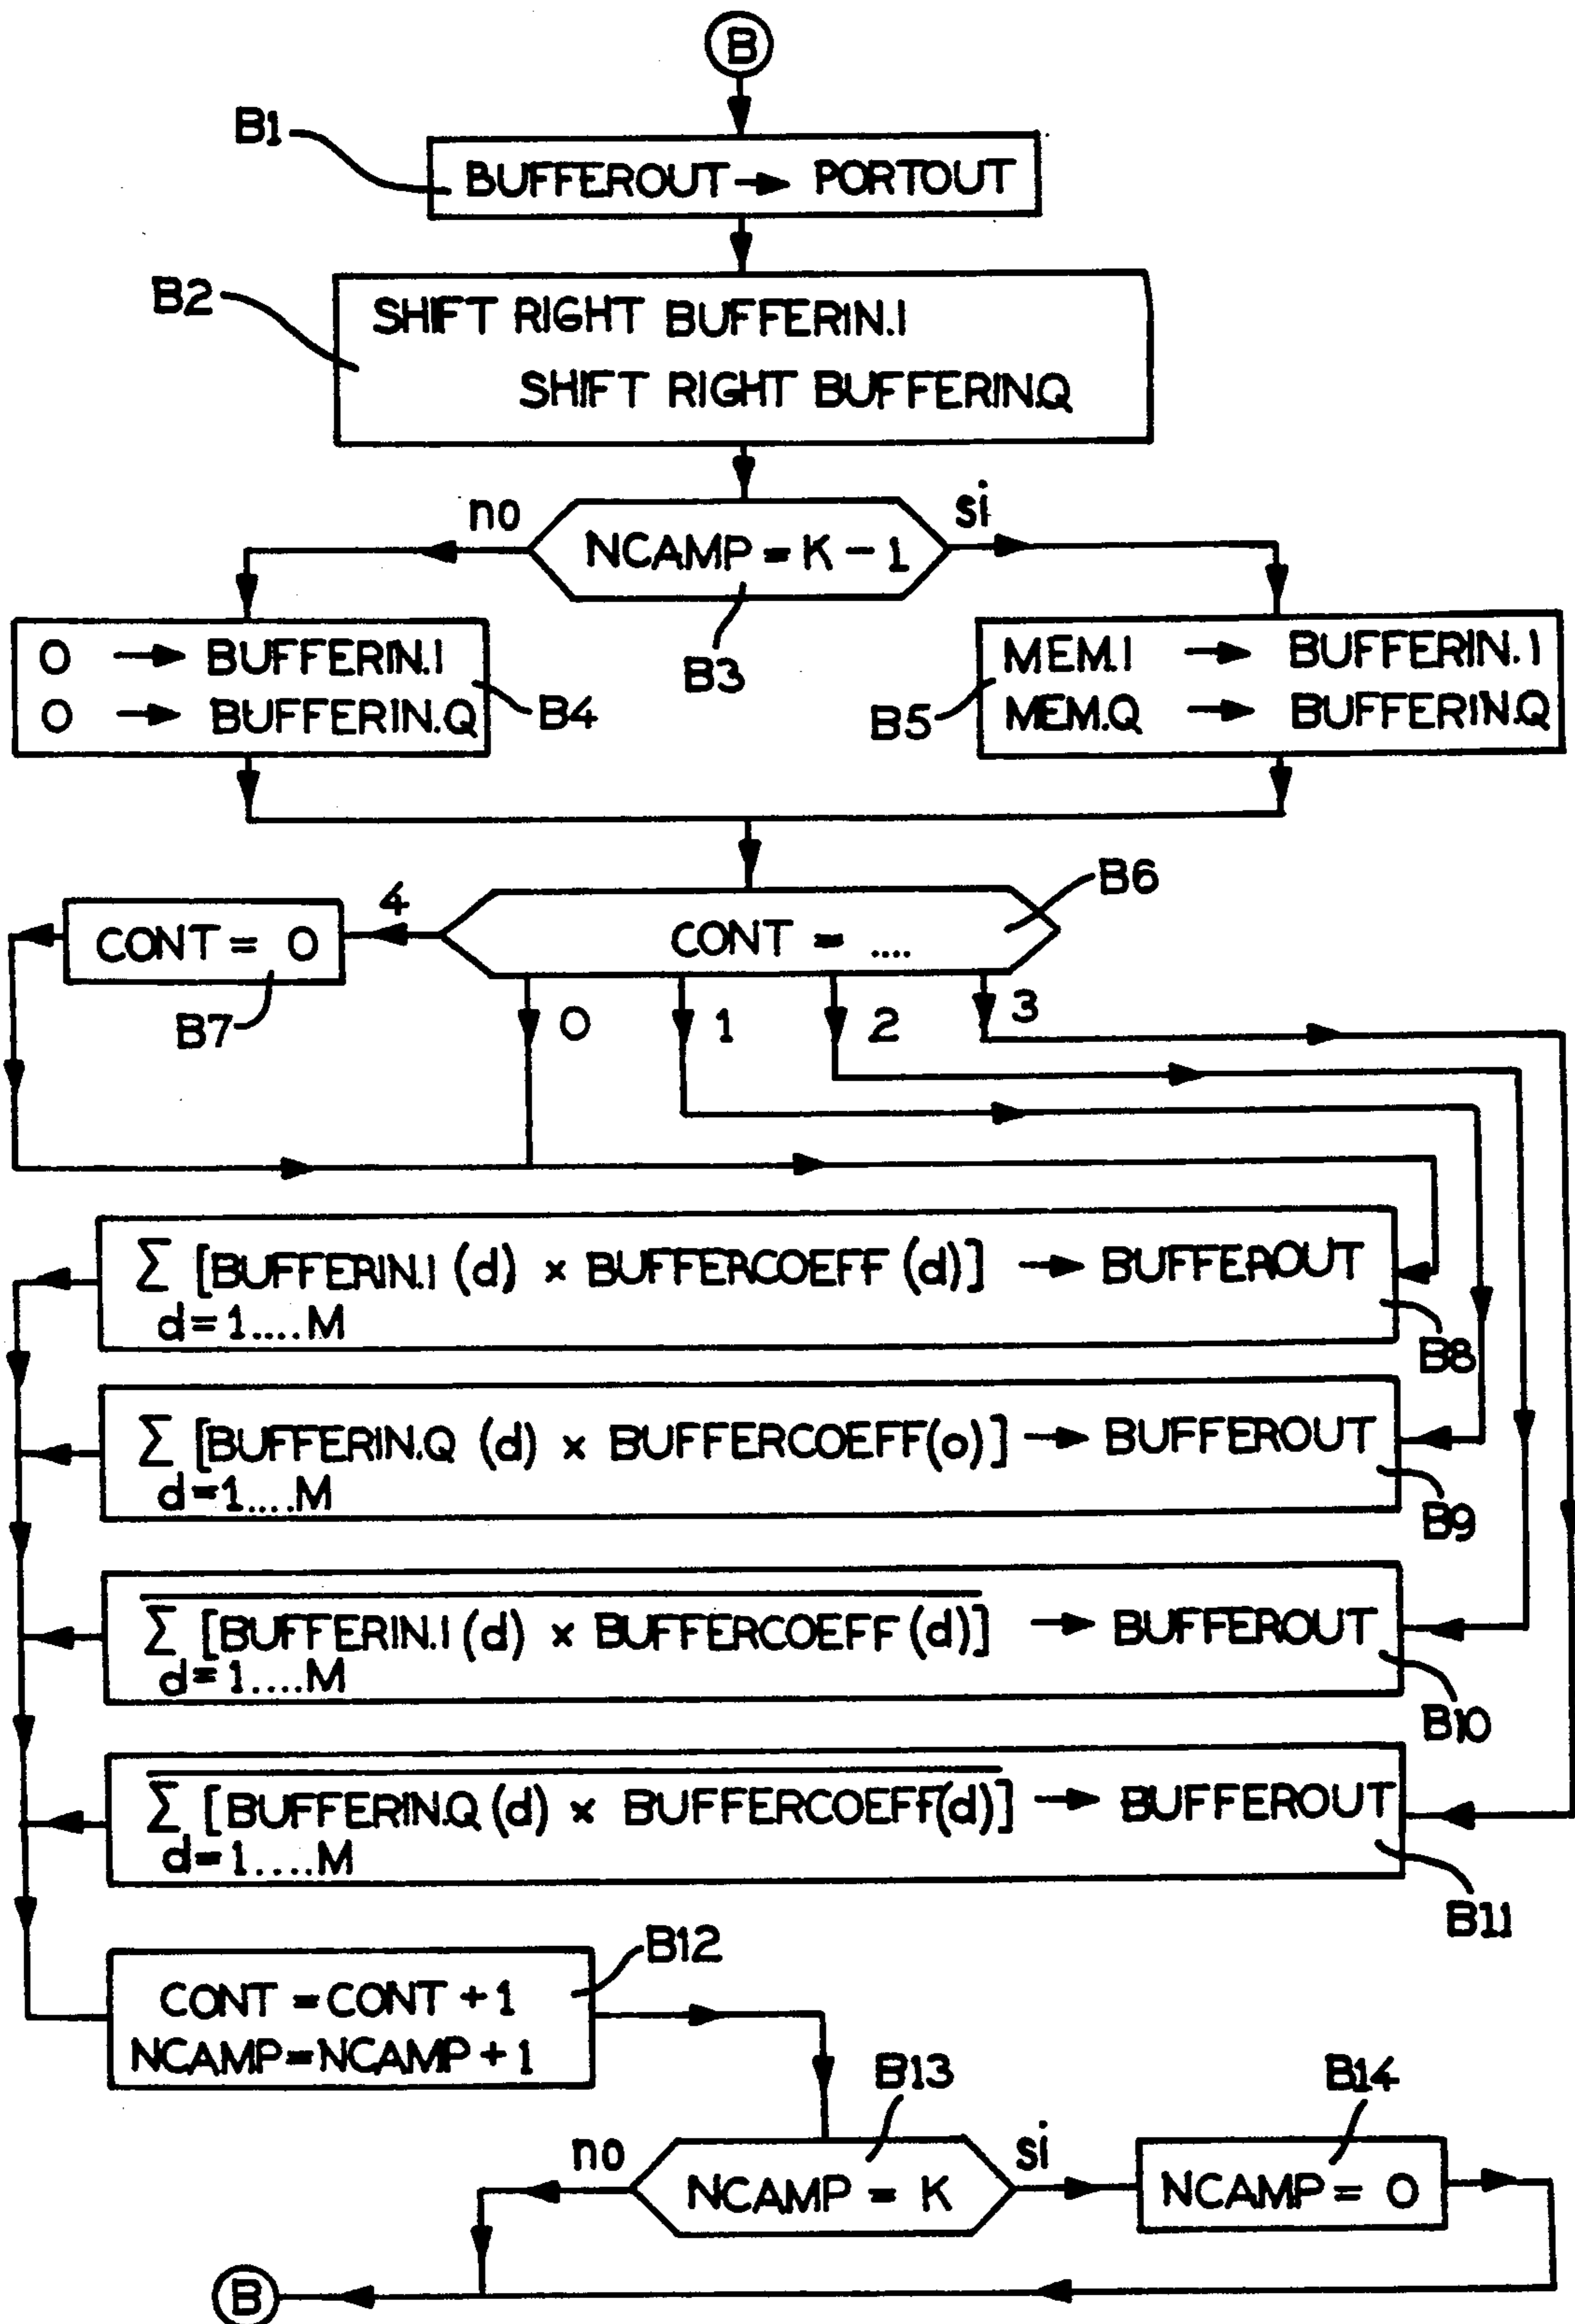 B
B1
BUFFEROUT → PORTOUT
B2
SHIFT RIGHT BUFFERIN.I
SHIFT RIGHT BUFFERIN.Q
no
si
NCAMP = K - 1
B3
0 → BUFFERIN.I
0 → BUFFERIN.Q
B4
MEM.I → BUFFERIN.I
MEM.Q → BUFFERIN.Q
B5
B6
4
CONT = ....
CONT = 0
B7
0
1
2
3
Σ [BUFFERIN.I (d) × BUFFERCOEFF (d)] → BUFFEROUT
d=1....M
B8
Σ [BUFFERIN.Q (d) × BUFFERCOEFF(o)] → BUFFEROUT
d=1....M
B9
Σ [BUFFERIN.I (d) × BUFFERCOEFF (d)] → BUFFEROUT
d=1....M
B10
Σ [BUFFERIN.Q (d) × BUFFERCOEFF(d)] → BUFFEROUT
d=1....M
B11
B12
CONT = CONT + 1
NCAMP = NCAMP + 1
B13
B14
no
si
NCAMP = K
NCAMP = 0
B